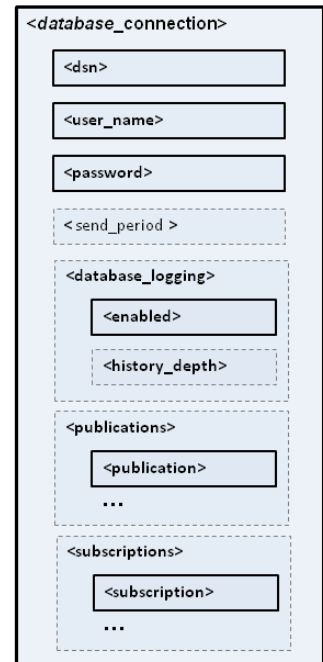 <database_connection>
<dsn>
<user_name>
<password>
< send_period >
<database_logging>
<enabled>
<history_depth>
<publications>
<publication>
...
<subscriptions>
<subscription>
...